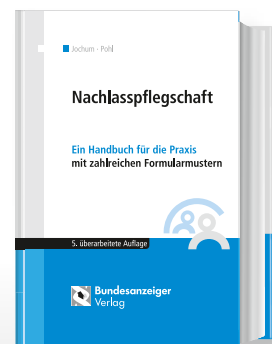 Jochum · Pohl
Nachlasspflegschaft
Ein Handbuch für die Praxis
mit zahlreichen Formularmustern
5. überarbeitete Auflage
Bundesanzeiger
Verlag